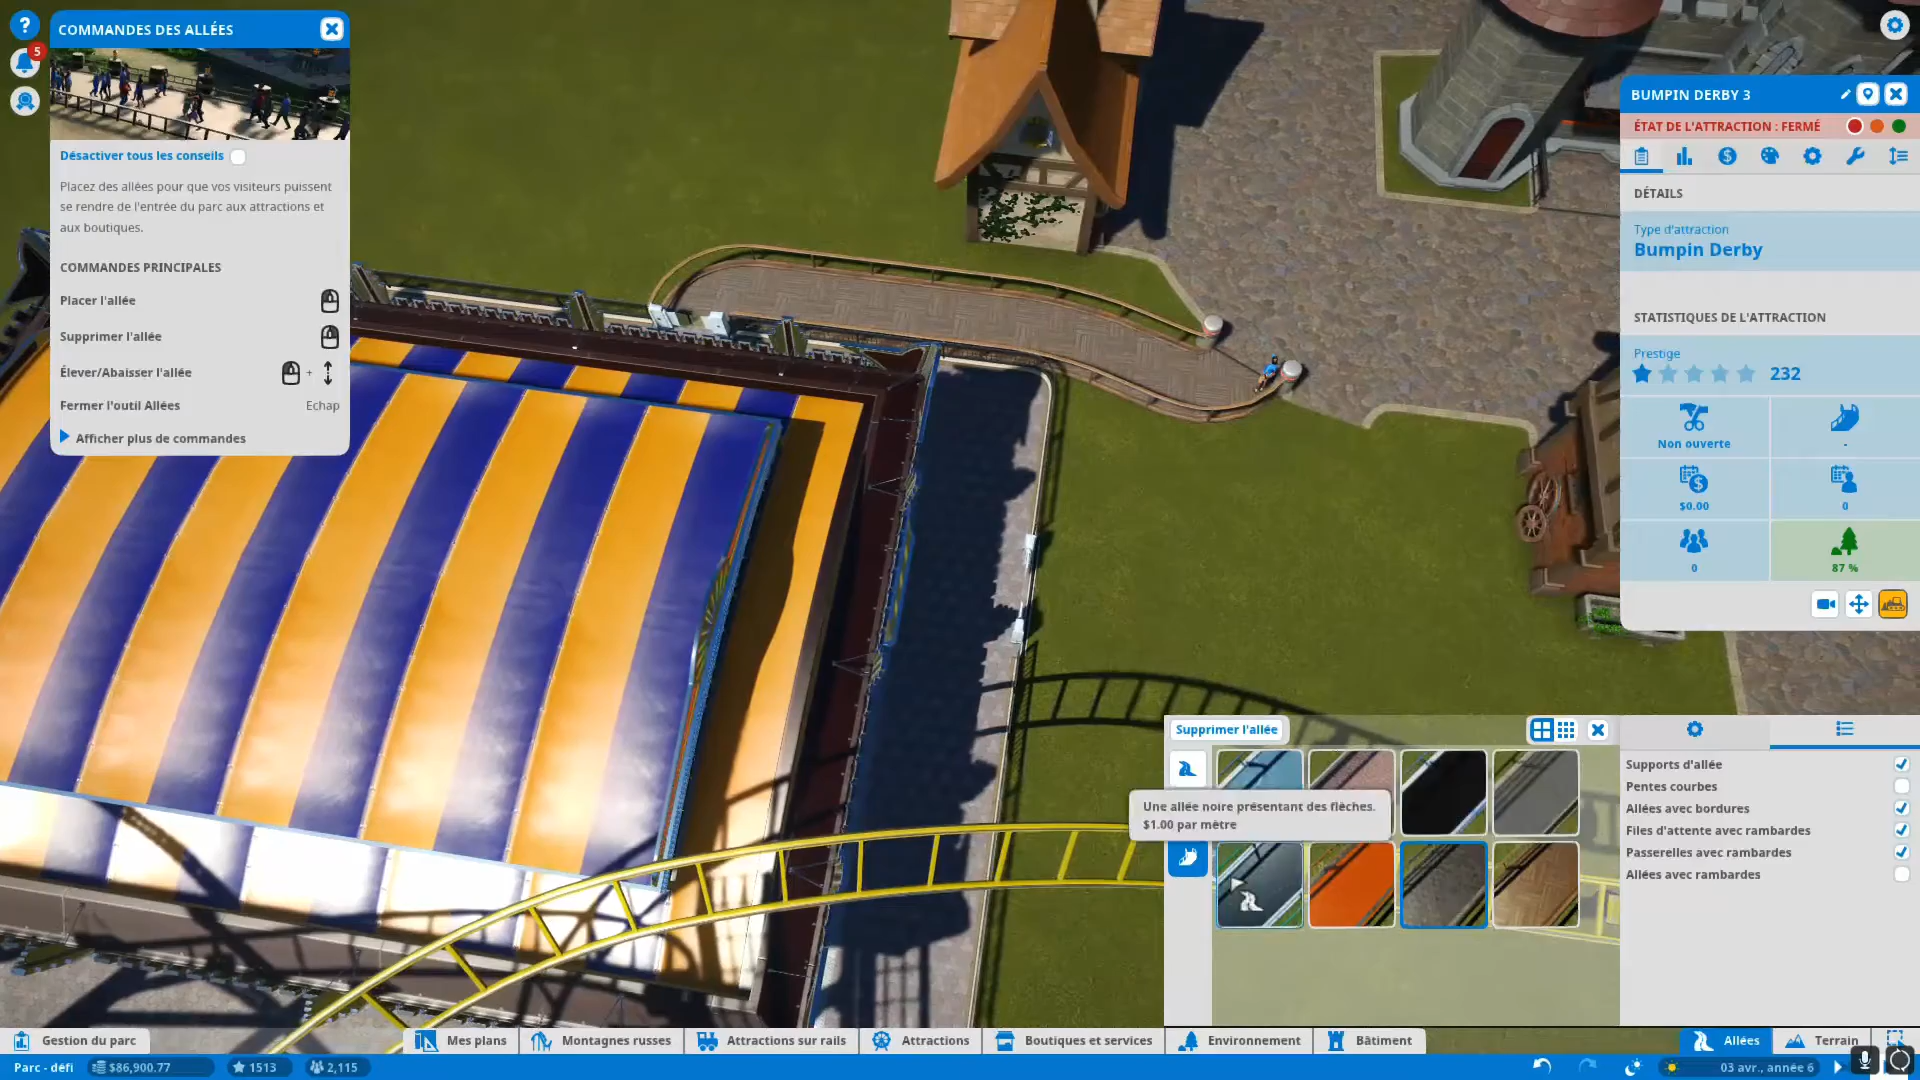 ?
5
COMMANDES DES ALLÉES
Désactiver tous les conseils
Placez des allées pour que vos visiteurs puissent
se rendre de l'entrée du parc aux attractions et
aux boutiques.
COMMANDES PRINCIPALES
Placer l'allée
Supprimer l'allée
Élever/Abaisser l'allée
+
Fermer l'outil Allées
Echap
Afficher plus de commandes
BUMPIN DERBY 3
ÉTAT DE L'ATTRACTION : FERMÉ
DÉTAILS
Type d'attraction
Bumpin Derby
STATISTIQUES DE L'ATTRACTION
Prestige
232
Non ouverte
-
$0.00
0
0
87 %
Supprimer l'allée
Une allée noire présentant des flèches.
$1.00 par mètre
Supports d'allée
Pentes courbes
Allées avec bordures
Files d'attente avec rambardes
Passerelles avec rambardes
Allées avec rambardes
Gestion du parc
Mes plans
Montagnes russes
Attractions sur rails
Attractions
Boutiques et services
Environnement
Bâtiment
Allées
Terrain
Parc - défi
$86,900.77
1513
2,115
03 avr., année 6